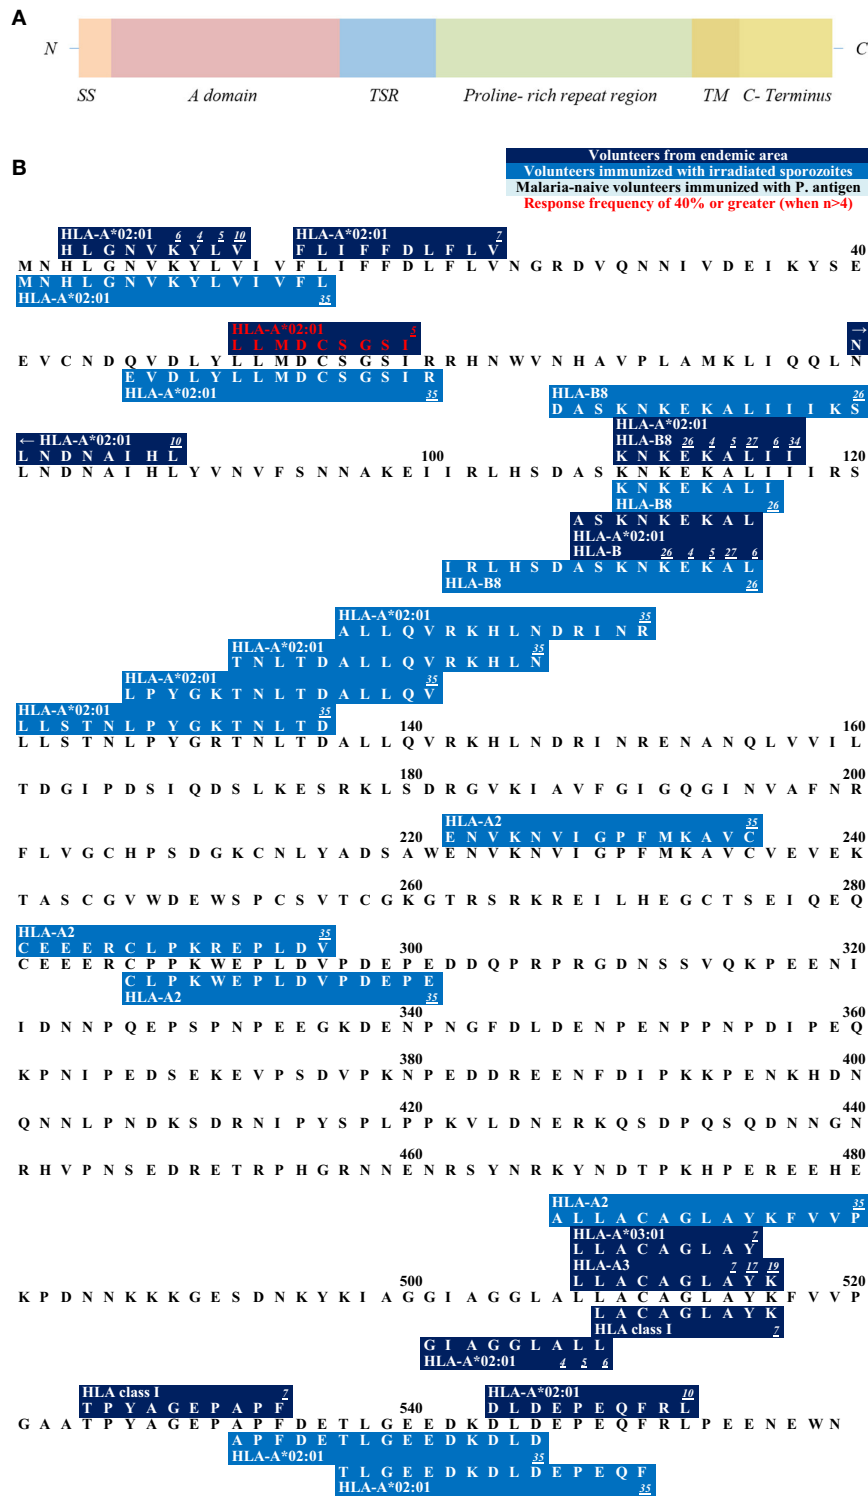 A
N
C
SS A domain TSR Proline- rich repeat region TM C- Terminus
B
Volunteers from endemic area
Volunteers immunized with irradiated sporozoites
Malaria-naive volunteers immunized with P. antigen
Response frequency of 40% or greater (when n>4)
HLA-A*02:01 6 4 5 10 HLA-A*02:01 7
H L G N V K Y L V F L I F F D L F L V 40
M N H L G N V K Y L V I V F L I F F D L F L V N G R D V Q N N I V D E I K Y S E
M N H L G N V K Y L V I V F L
HLA-A*02:01 35
HLA-A*02:01 5 →
L L M D C S G S I N
E V C N D Q V D L Y L L M D C S G S I R R H N W V N H A V P L A M K L I Q Q L N
E V D L Y L L M D C S G S I R
HLA-A*02:01 35
HLA-B8 26
D A S K N K E K A L I I I K S
HLA-A*02:01
← HLA-A*02:01 10 HLA-B8 26 4 5 27 6 34
L N D N A I H L 100 K N K E K A L I I 120
L N D N A I H L Y V N V F S N N A K E I I R L H S D A S K N K E K A L I I I R S
K N K E K A L I
HLA-B8 26
A S K N K E K A L
HLA-A*02:01
HLA-B 26 4 5 27 6
I R L H S D A S K N K E K A L
HLA-B8 26
HLA-A*02:01 35
A L L Q V R K H L N D R I N R
HLA-A*02:01 35
T N L T D A L L Q V R K H L N
HLA-A*02:01 35
L P Y G K T N L T D A L L Q V
HLA-A*02:01 35
L L S T N L P Y G K T N L T D 140 160
L L S T N L P Y G R T N L T D A L L Q V R K H L N D R I N R E N A N Q L V V I L
180 200
T D G I P D S I Q D S L K E S R K L S D R G V K I A V F G I G Q G I N V A F N R
HLA-A2 35
220 E N V K N V I G P F M K A V C 240
F L V G C H P S D G K C N L Y A D S A W E N V K N V I G P F M K A V C V E V E K
260 280
T A S C G V W D E W S P C S V T C G K G T R S R K R E I L H E G C T S E I Q E Q
HLA-A2 35
C E E E R C L P K R E P L D V 300 320
C E E E R C P P K W E P L D V P D E P E D D Q P R P R G D N S S V Q K P E E N I
C L P K W E P L D V P D E P E
HLA-A2 35
340 360
I D N N P Q E P S P N P E E G K D E N P N G F D L D E N P E N P P N P D I P E Q
380 400
K P N I P E D S E K E V P S D V P K N P E D D R E E N F D I P K K P E N K H D N
420 440
Q N N L P N D K S D R N I P Y S P L P P K V L D N E R K Q S D P Q S Q D N N G N
460 480
R H V P N S E D R E T R P H G R N N E N R S Y N R K Y N D T P K H P E R E E H E
HLA-A2 35
A L L A C A G L A Y K F V V P
HLA-A*03:01 7
L L A C A G L A Y
HLA-A3 7 17 19
500 L L A C A G L A Y K 520
K P D N N K K K G E S D N K Y K I A G G I A G G L A L L A C A G L A Y K F V V P
L A C A G L A Y K
HLA class I 7
G I A G G L A L L
HLA-A*02:01 4 5 6
HLA class I 7 HLA-A*02:01 10
T P Y A G E P A P F 540 D L D E P E Q F R L
G A A T P Y A G E P A P F D E T L G E E D K D L D E P E Q F R L P E E N E W N
A P F D E T L G E E D K D L D
HLA-A*02:01 35
T L G E E D K D L D E P E Q F
HLA-A*02:01 35